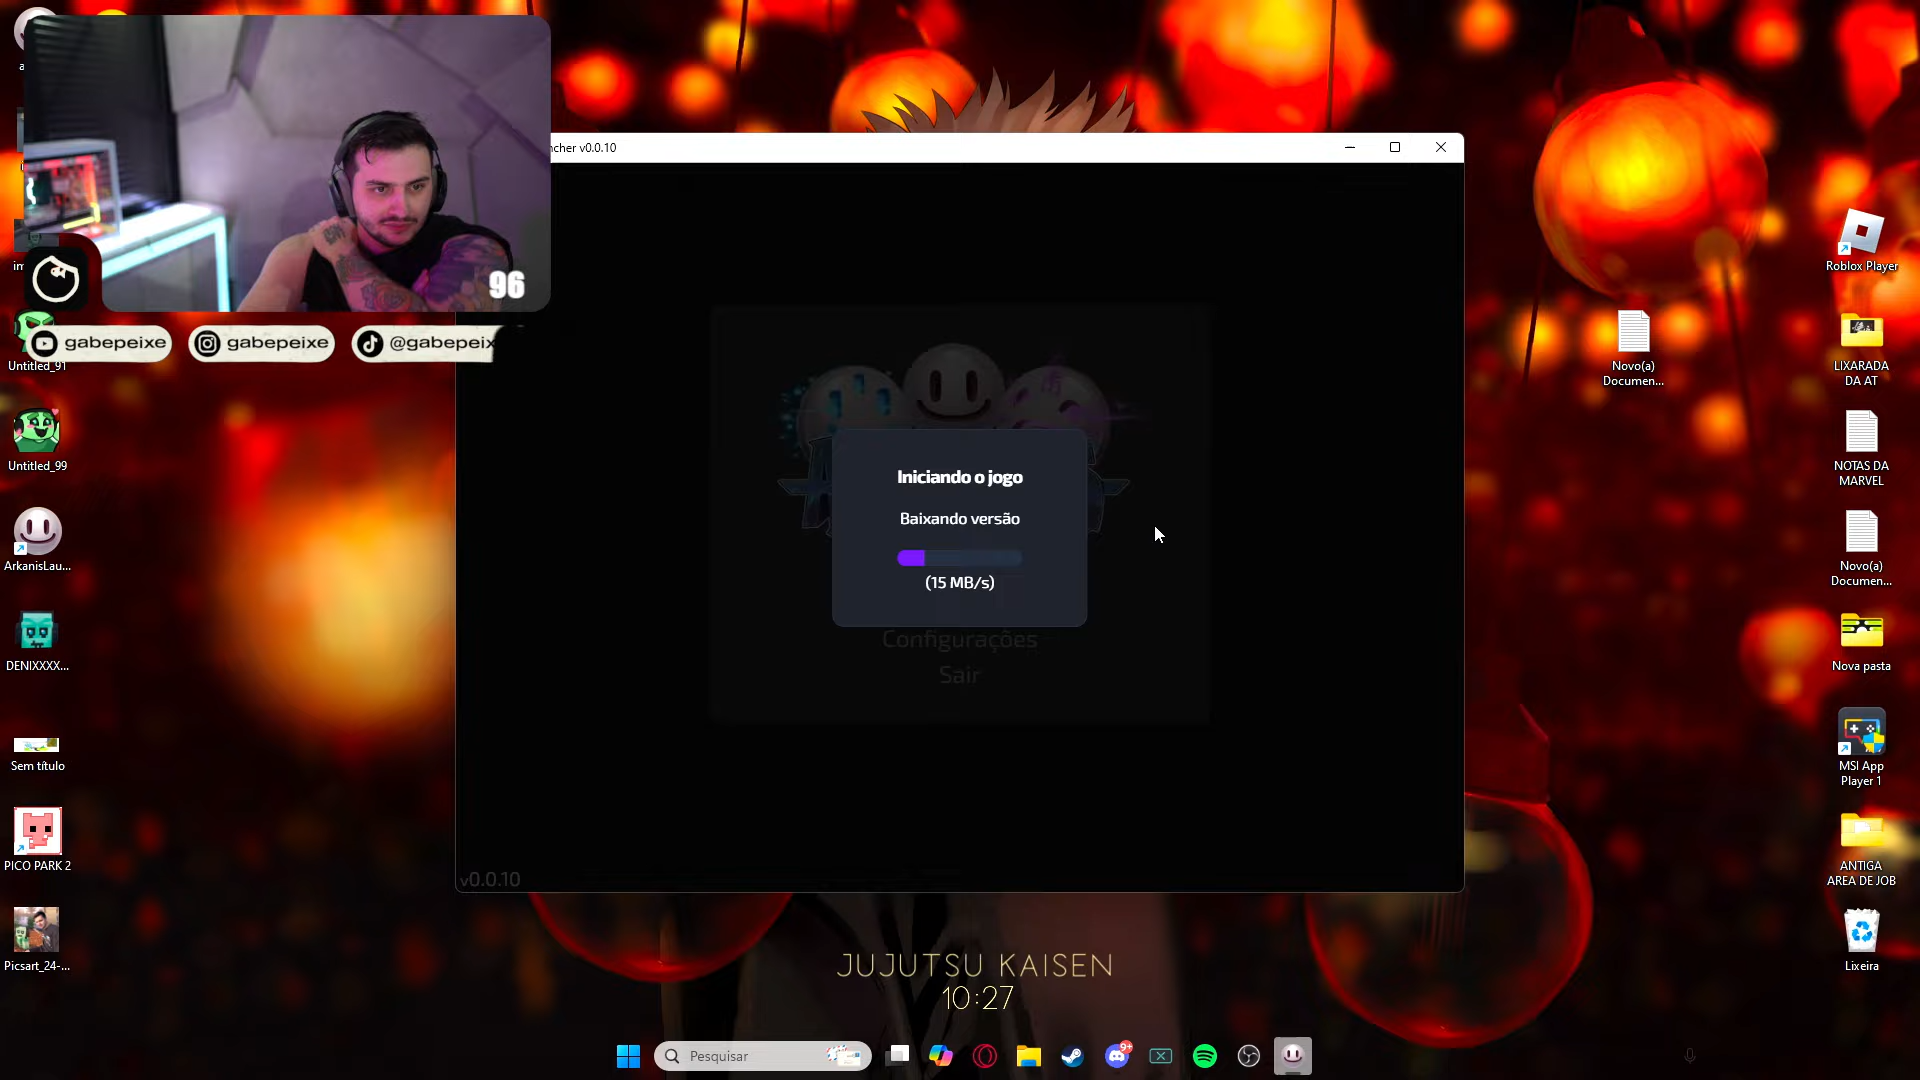 96
gabepeixe
gabepeixe
@gabepeix
ncher v0.0.10
Iniciando o jogo
Baixando versão
(15 MB/s)
Configurações
Sair
v0.0.10
Untitled_91
Untitled_99
ArkanisLau...
DENIXXXX...
Sem título
PICO PARK 2
Picsart_24-...
Novo(a)
Documen...
Roblox Player
LIXARADA
DA AT
NOTAS DA
MARVEL
Novo(a)
Documen...
Nova pasta
MSI App
Player 1
ANTIGA
AREA DE JOB
Lixeira
JUJUTSU KAISEN
10:27
Pesquisar
9+